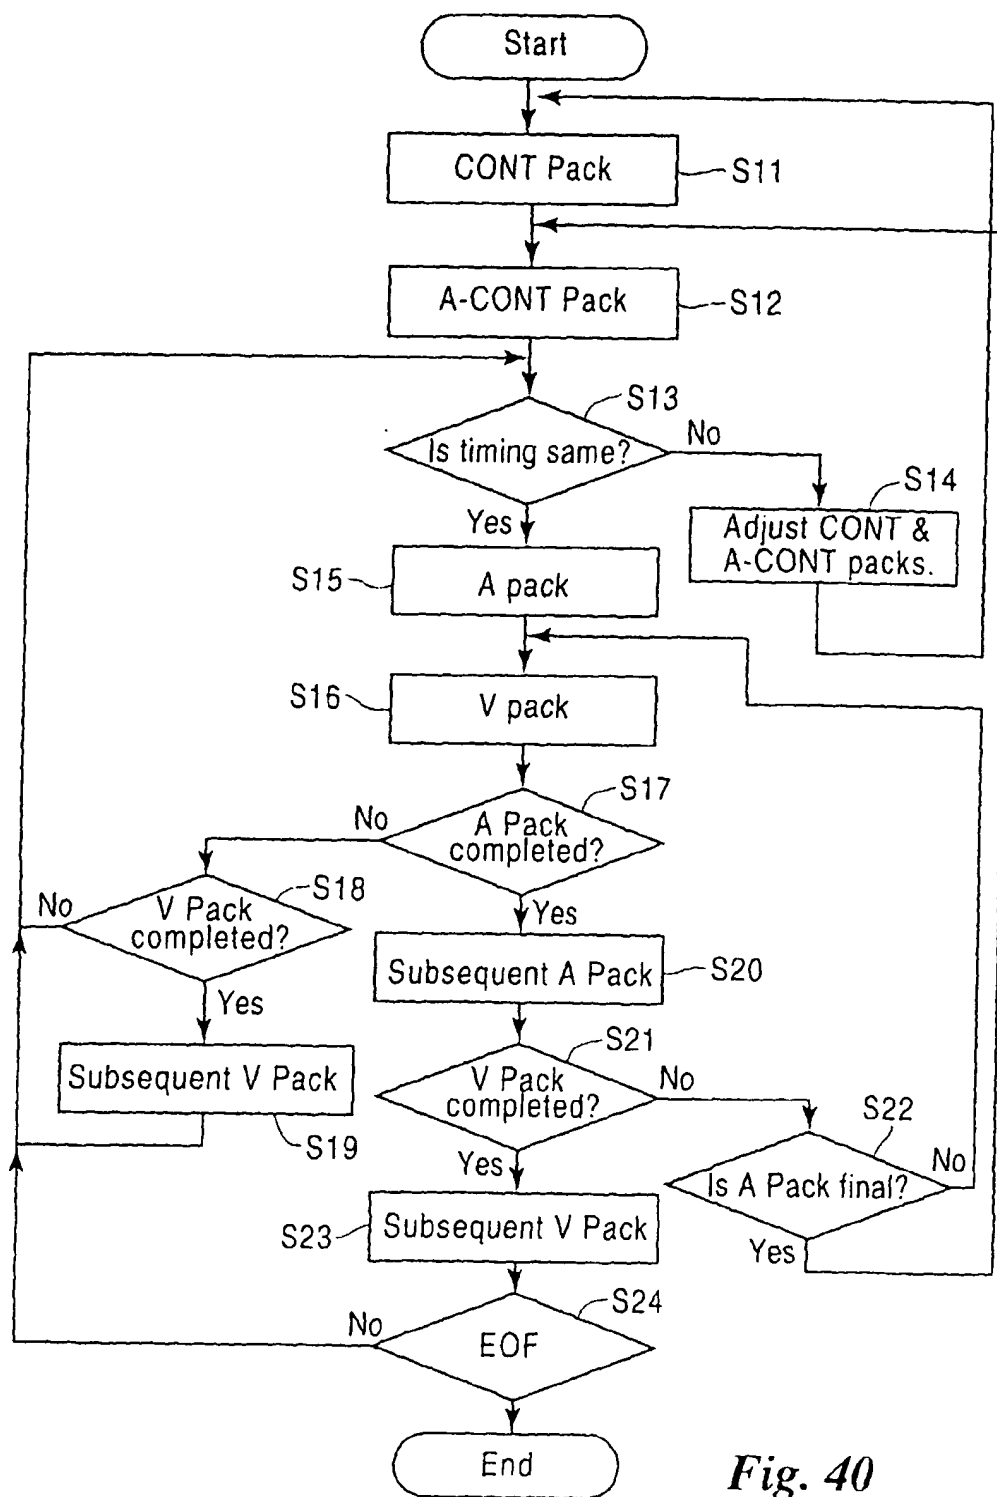 Start
CONT Pack
S11
A-CONT Pack
S12
S13
Is timing same?
No
S14
Adjust CONT &
A-CONT packs.
Yes
S15
A pack
S16
V pack
S17
No
A Pack
completed?
S18
No
V Pack
completed?
Yes
Yes
Subsequent A Pack
S20
Subsequent V Pack
S19
S21
V Pack
completed?
No
S22
Is A Pack final?
No
Yes
Yes
S23
Subsequent V Pack
S24
No
EOF
End
Fig. 40